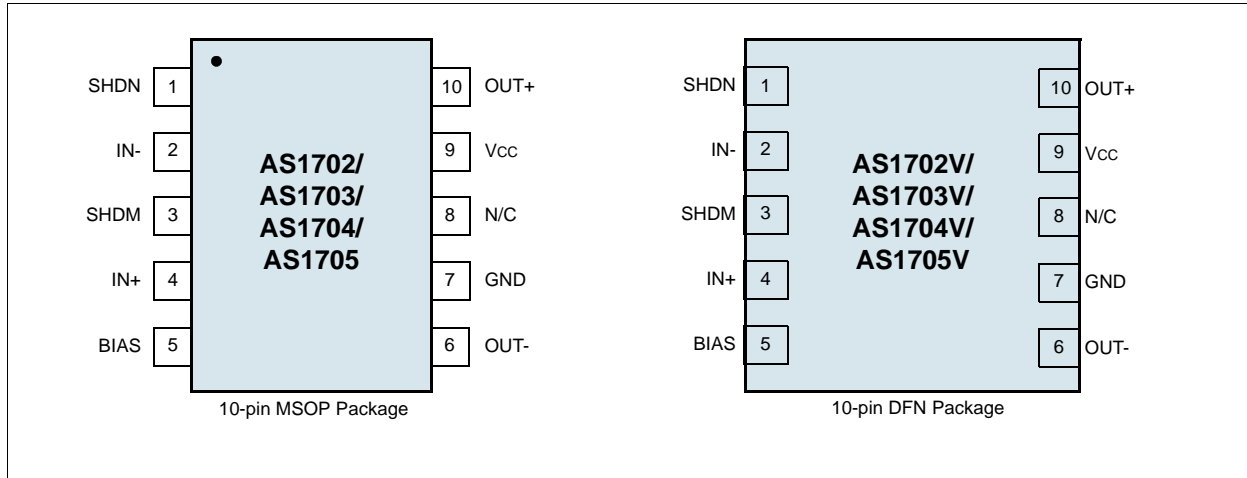 SHDN 1
IN- 2
SHDM 3
IN+ 4
BIAS 5
AS1702/
AS1703/
AS1704/
AS1705
10 OUT+
9 VCC
8 N/C
7 GND
6 OUT-
10-pin MSOP Package
SHDN 1
IN- 2
SHDM 3
IN+ 4
BIAS 5
AS1702V/
AS1703V/
AS1704V/
AS1705V
10 OUT+
9 VCC
8 N/C
7 GND
6 OUT-
10-pin DFN Package